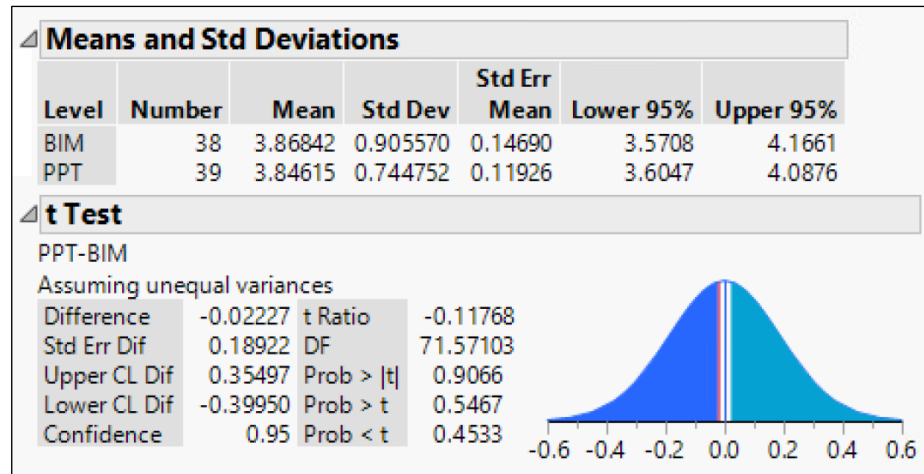 Means and Std Deviations
Std Err
Level Number Mean Std Dev Mean Lower 95% Upper 95%
BIM 38 3.86842 0.905570 0.14690 3.5708 4.1661
PPT 39 3.84615 0.744752 0.11926 3.6047 4.0876
t Test
PPT-BIM
Assuming unequal variances
Difference -0.02227 t Ratio -0.11768
Std Err Dif 0.18922 DF 71.57103
Upper CL Dif 0.35497 Prob > |t| 0.9066
Lower CL Dif -0.39950 Prob > t 0.5467
Confidence 0.95 Prob < t 0.4533
-0.6 -0.4 -0.2 0.0 0.2 0.4 0.6